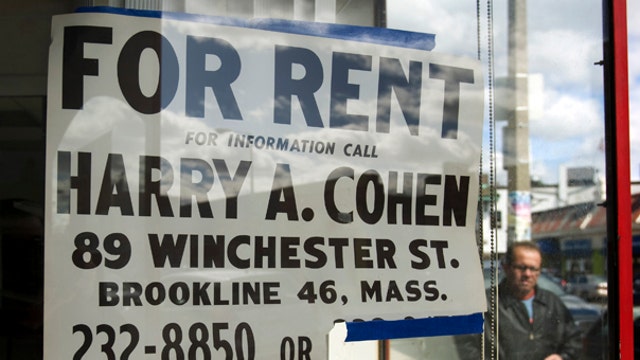 FOR RENT
FOR INFORMATION CALL
HARRY A. COHEN
89 WINCHESTER ST.
BROOKLINE 46, MASS.
232-8850 OR